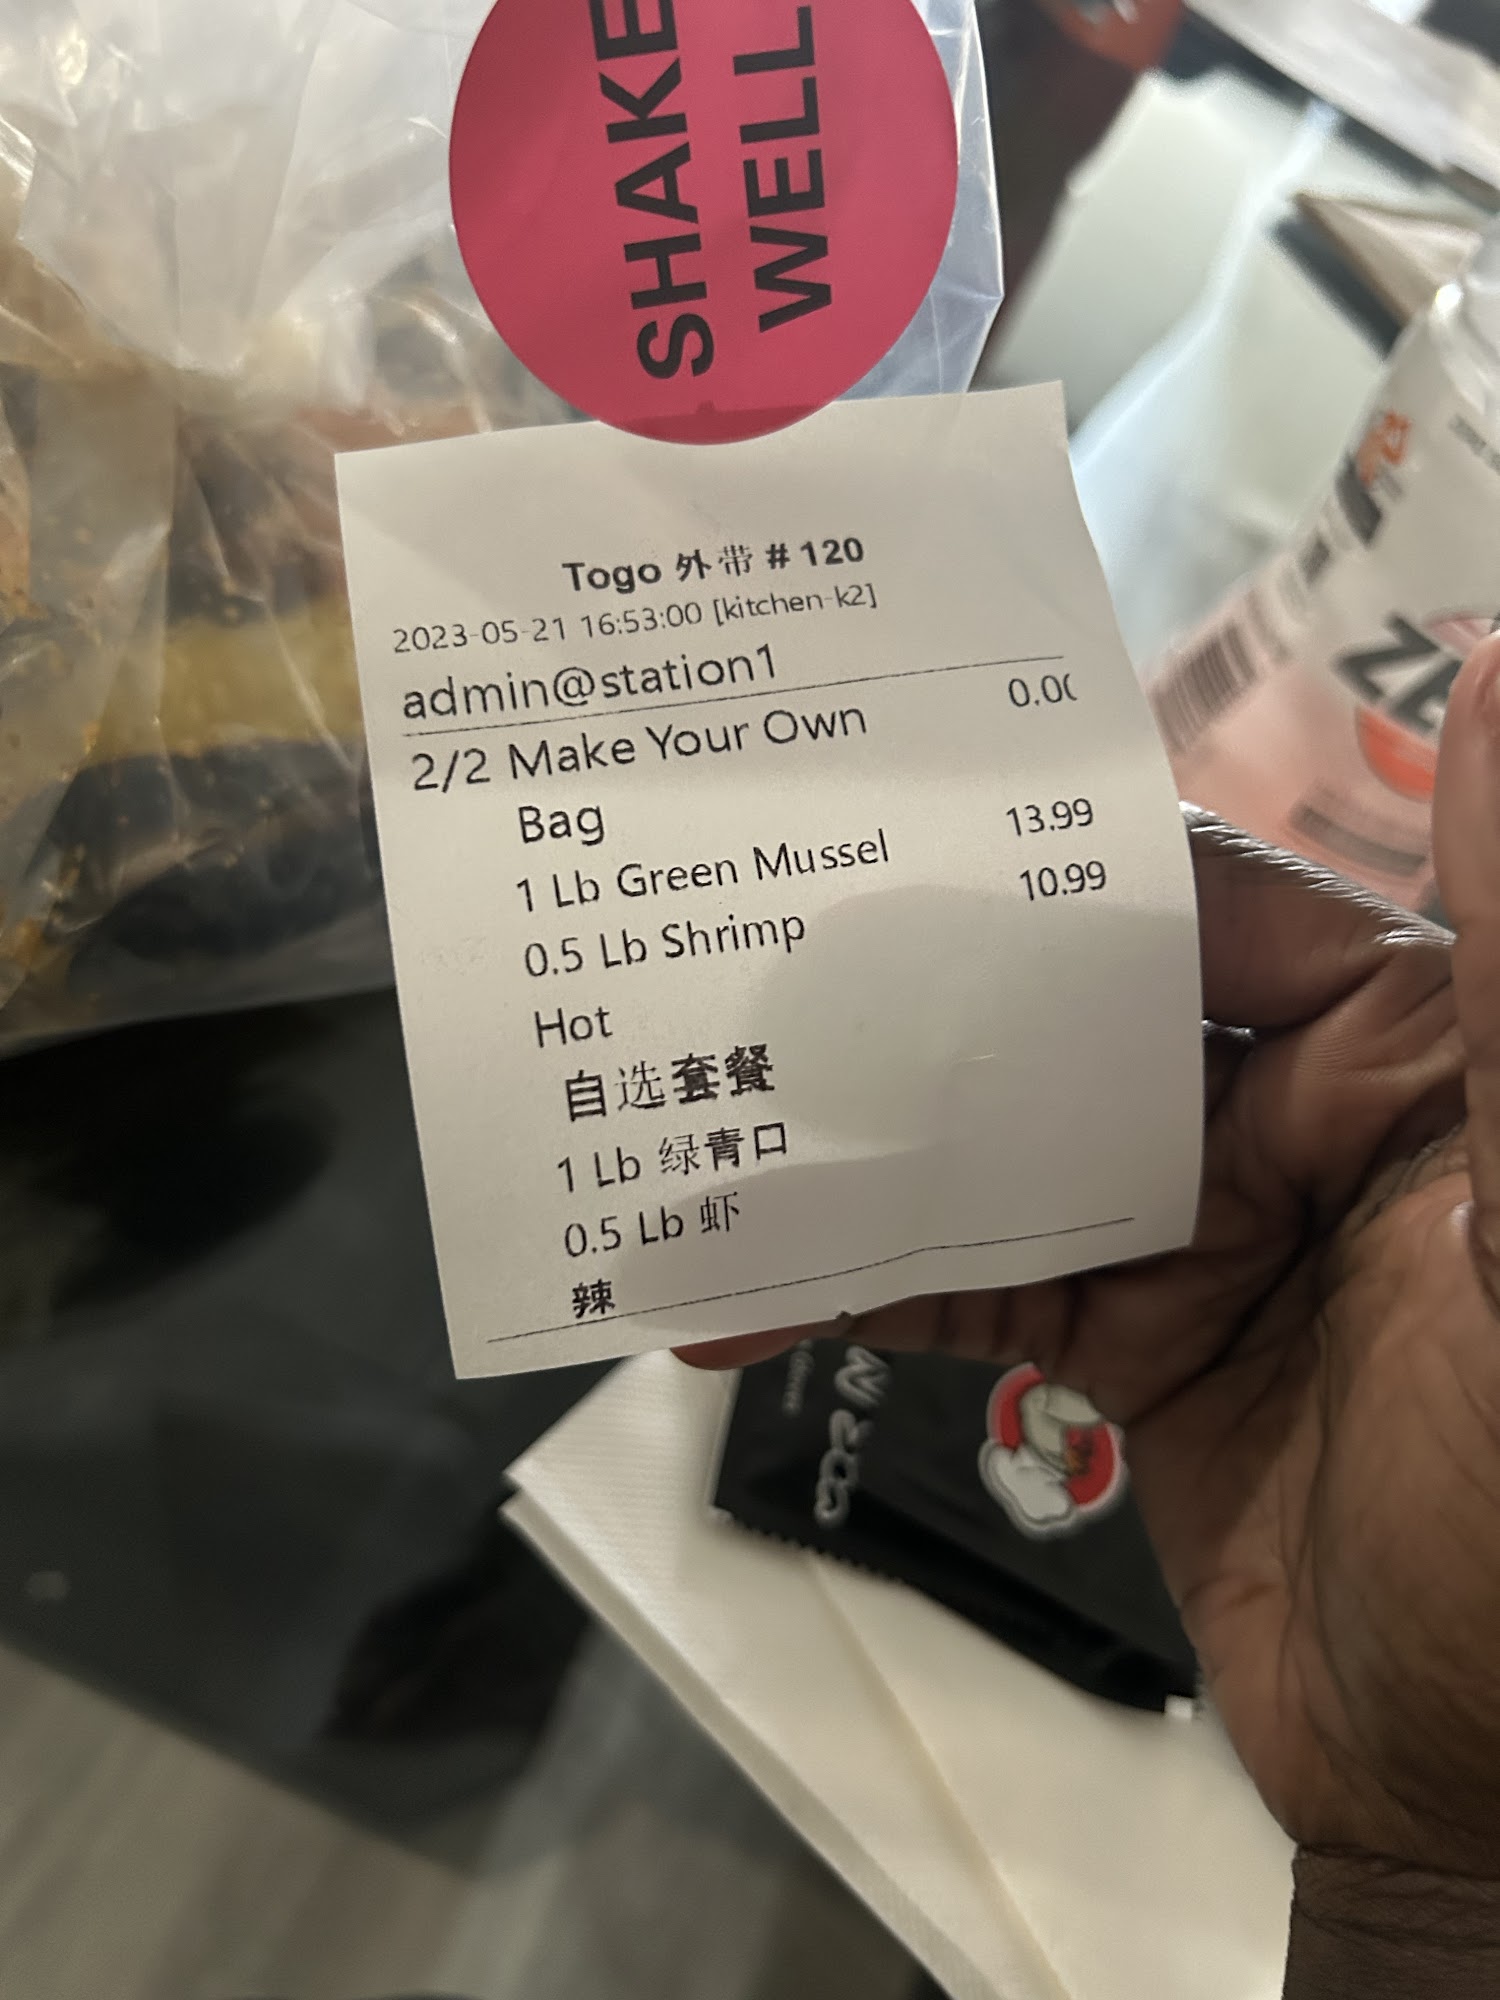 SHAKE
WELL
Togo 外带 # 120
2023-05-21 16:53:00 [kitchen-k2]
admin@station1
2/2 Make Your Own 0.0
Bag
1 Lb Green Mussel 13.99
0.5 Lb Shrimp 10.99
Hot
自选套餐
1 Lb 绿青口
0.5 Lb 虾
辣